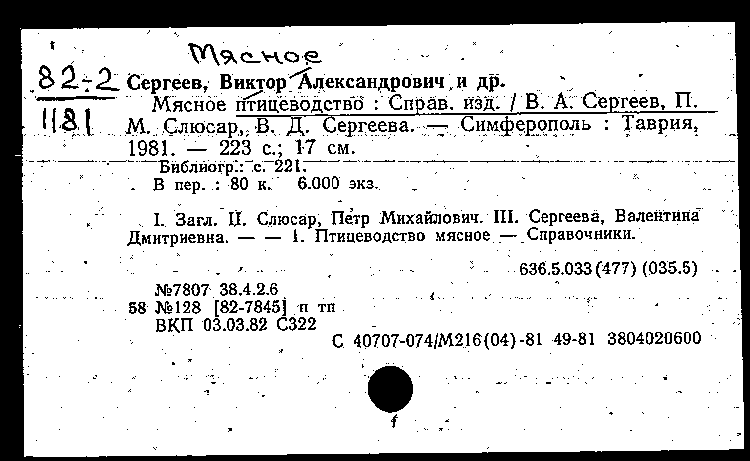 Мясное
82-2
1181
Сергеев, Виктор Александрович и др.
Мясное птицеводство : Справ. изд. / В. А. Сергеев, П.
М. Слюсар, В. Д. Сергеева. — Симферополь : Таврия,
1981. — 223 с.; 17 см.
Библиогр.: с. 221.
В пер. : 80 к. 6.000 экз.
I. Загл. II. Слюсар, Петр Михайлович. III. Сергеева, Валентина
Дмитриевна. — — 1. Птицеводство мясное — Справочники.
636.5.033(477) (035.5)
№7807 38.4.2.6
58 №128 [82-7845] п тп
ВКП 03.03.82 С322
С 40707-074/М216(04)-81 49-81 3804020600
f